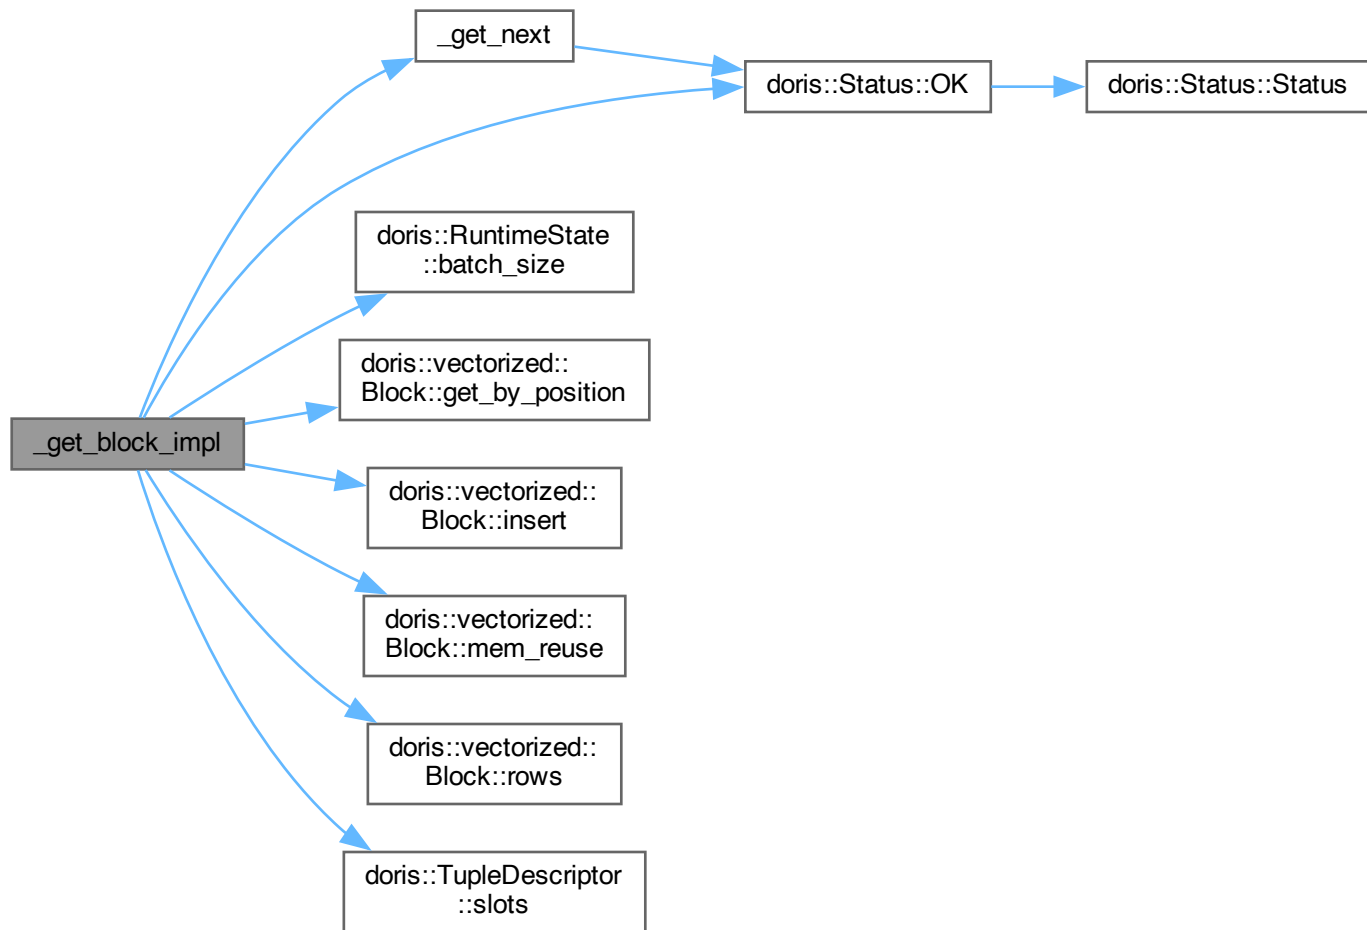 _get_next
doris::Status::OK
doris::Status::Status
doris::RuntimeState
::batch_size
doris::vectorized::
Block::get_by_position
_get_block_impl
doris::vectorized::
Block::insert
doris::vectorized::
Block::mem_reuse
doris::vectorized::
Block::rows
doris::TupleDescriptor
::slots